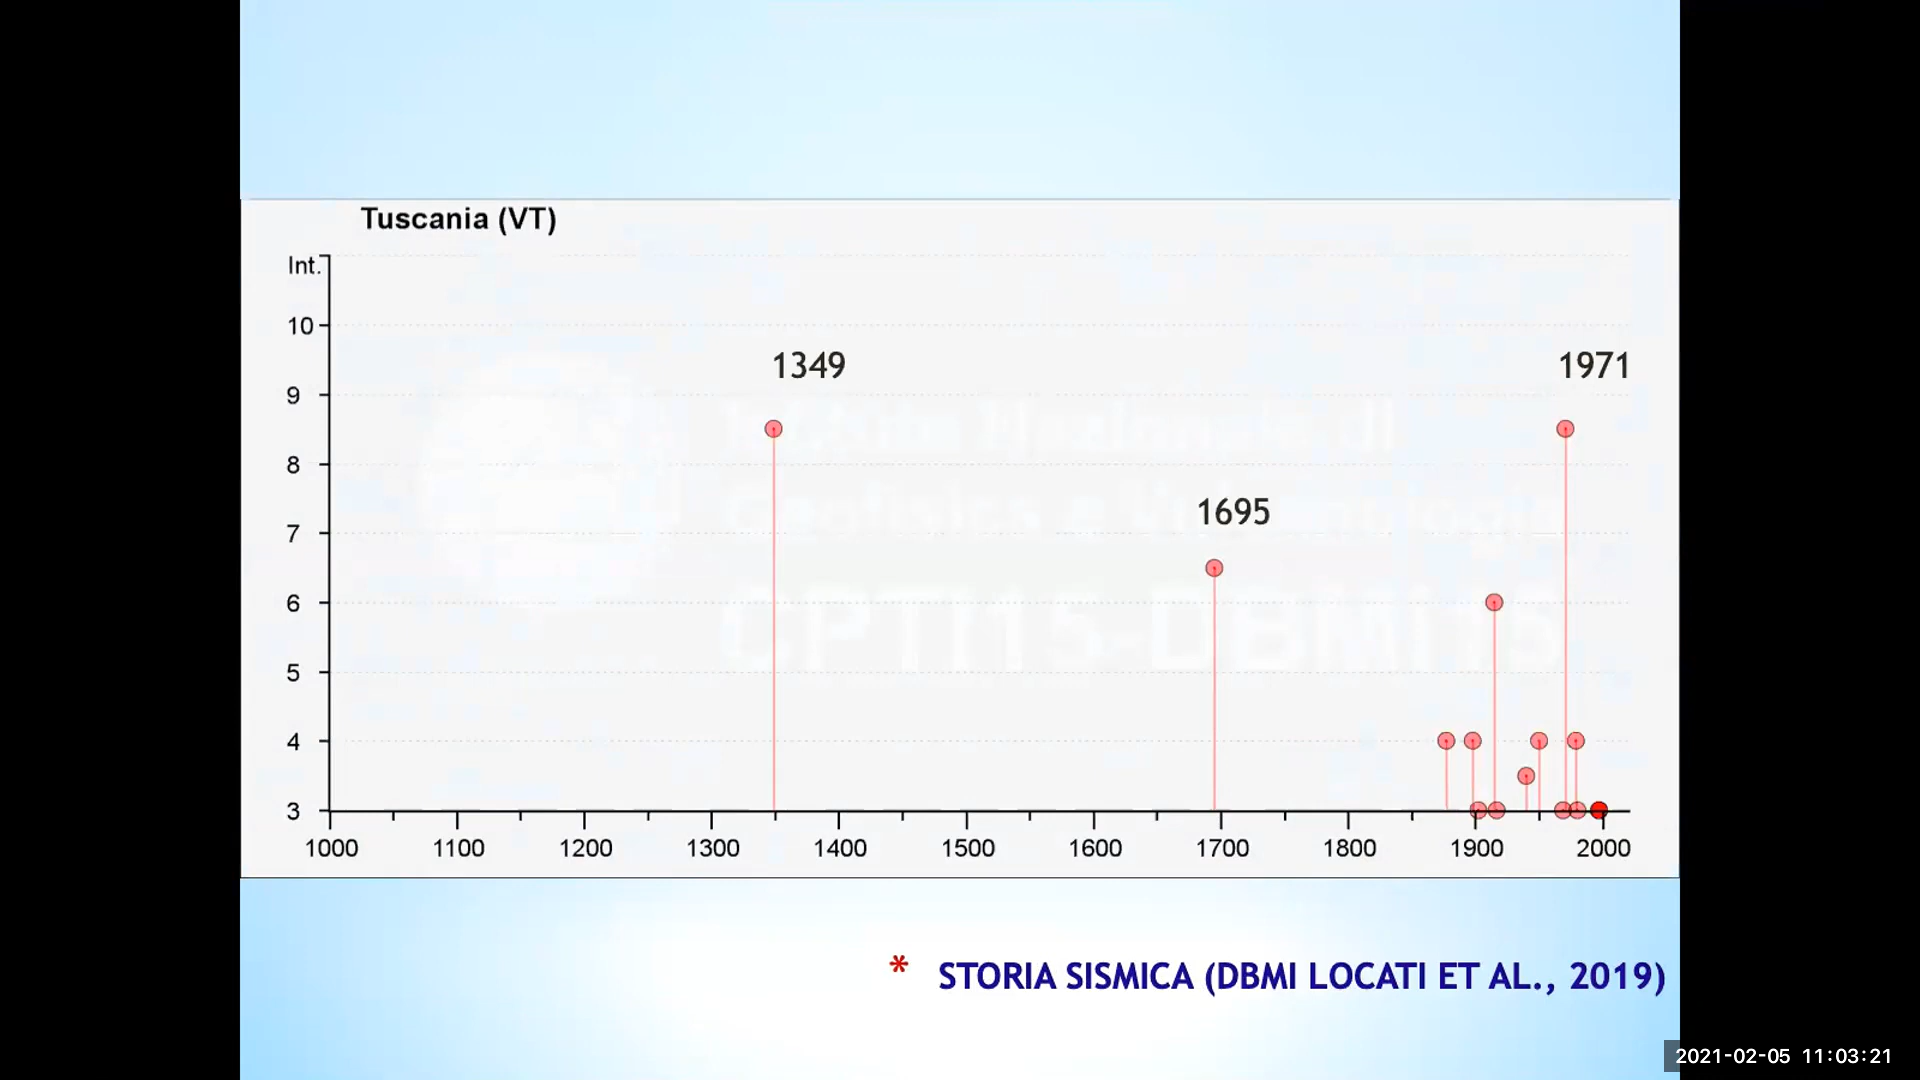 Tuscania (VT)
Int.
10
9
8
7
6
5
4
3
1349
1695
1971
1000 1100 1200 1300 1400 1500 1600 1700 1800 1900 2000
CPTI15-DBMI15
* STORIA SISMICA (DBMI LOCATI ET AL., 2019)
2021-02-05 11:03:21